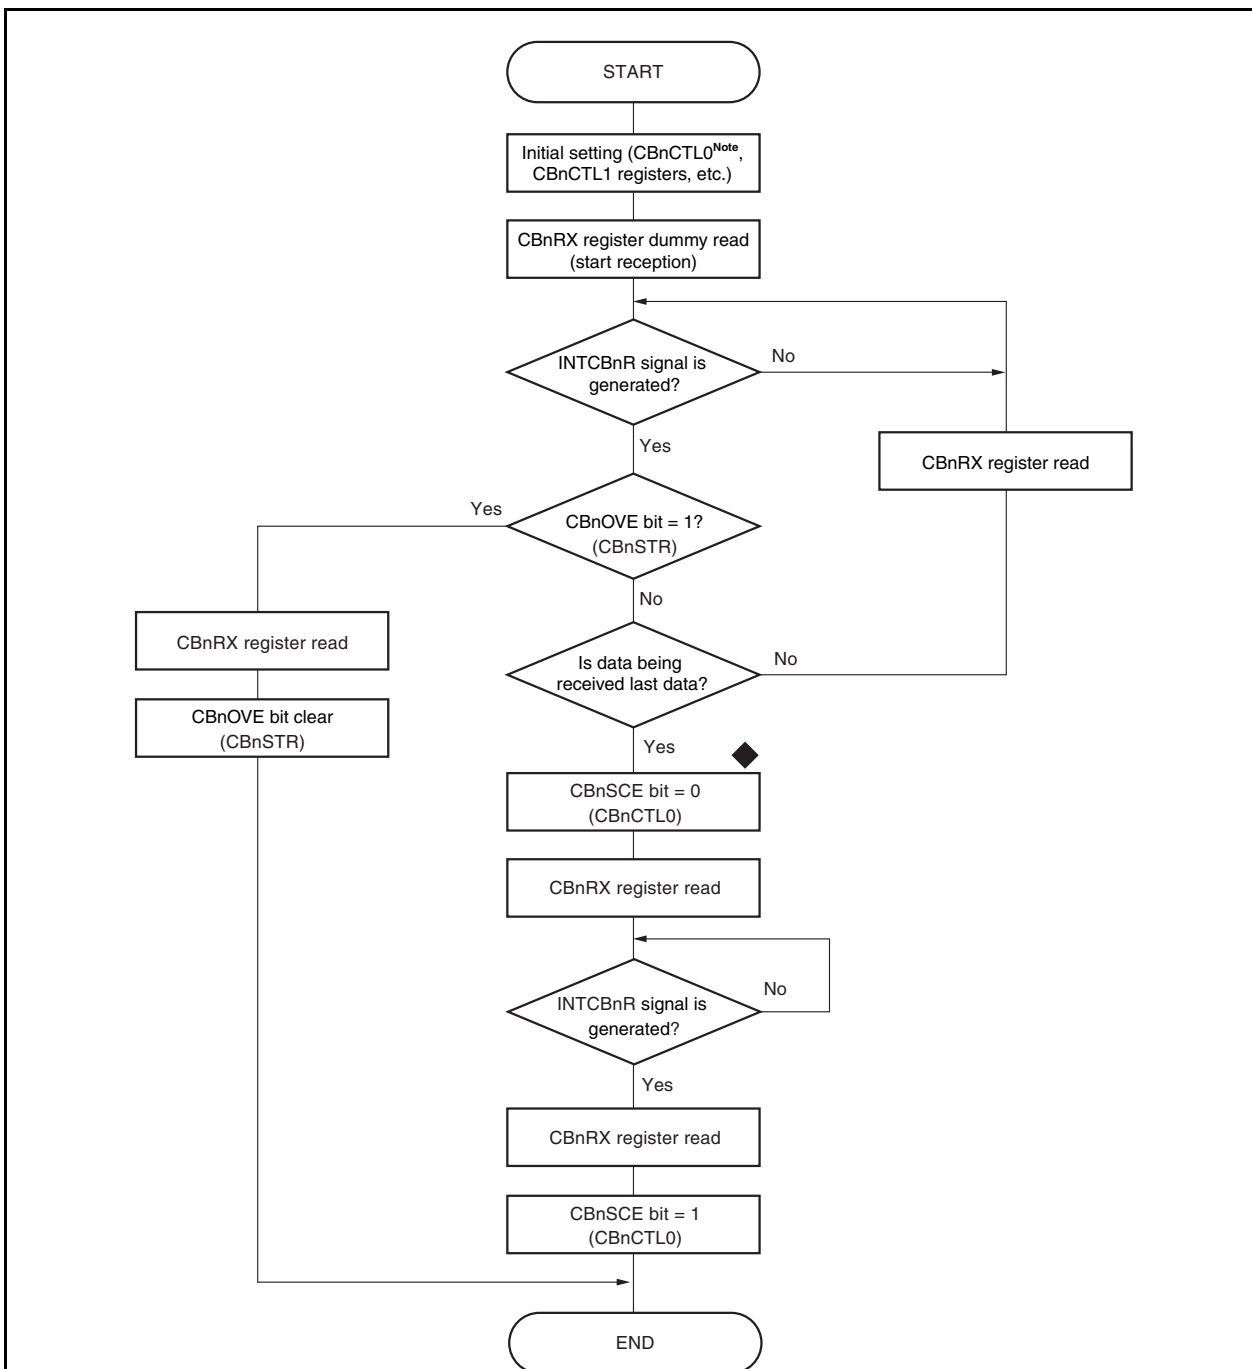 START
Initial setting (CBnCTL0Note,
CBnCTL1 registers, etc.)
CBnRX register dummy read
(start reception)
INTCBnR signal is
generated?
No
Yes
CBnRX register read
Yes
CBnOVE bit = 1?
(CBnSTR)
No
CBnRX register read
Is data being
received last data?
No
CBnOVE bit clear
(CBnSTR)
Yes
CBnSCE bit = 0
(CBnCTL0)
CBnRX register read
INTCBnR signal is
generated?
No
Yes
CBnRX register read
CBnSCE bit = 1
(CBnCTL0)
END